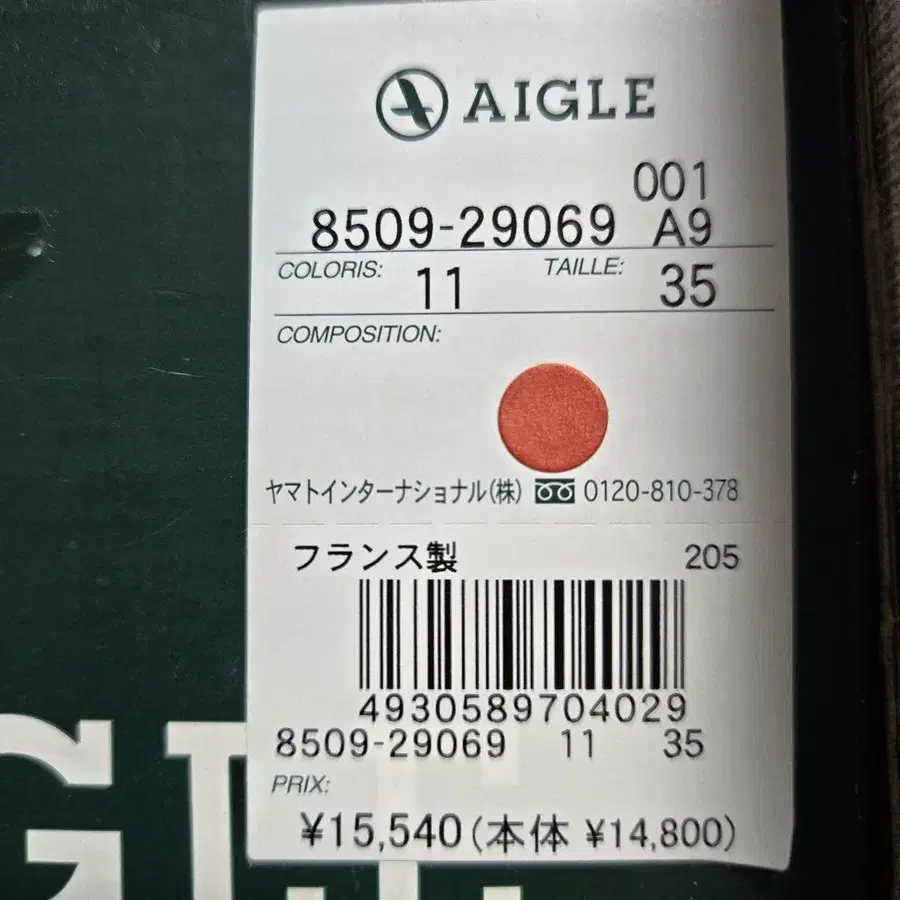 AIGLE
001
8509-29069 A9
COLORIS: 11 TAILLE: 35
COMPOSITION:
ヤマトインターナショナル(株) 0120-810-378
フランス製 205
4930589704029
8509-29069 11 35
PRIX:
¥15,540(本体 ¥14,800)